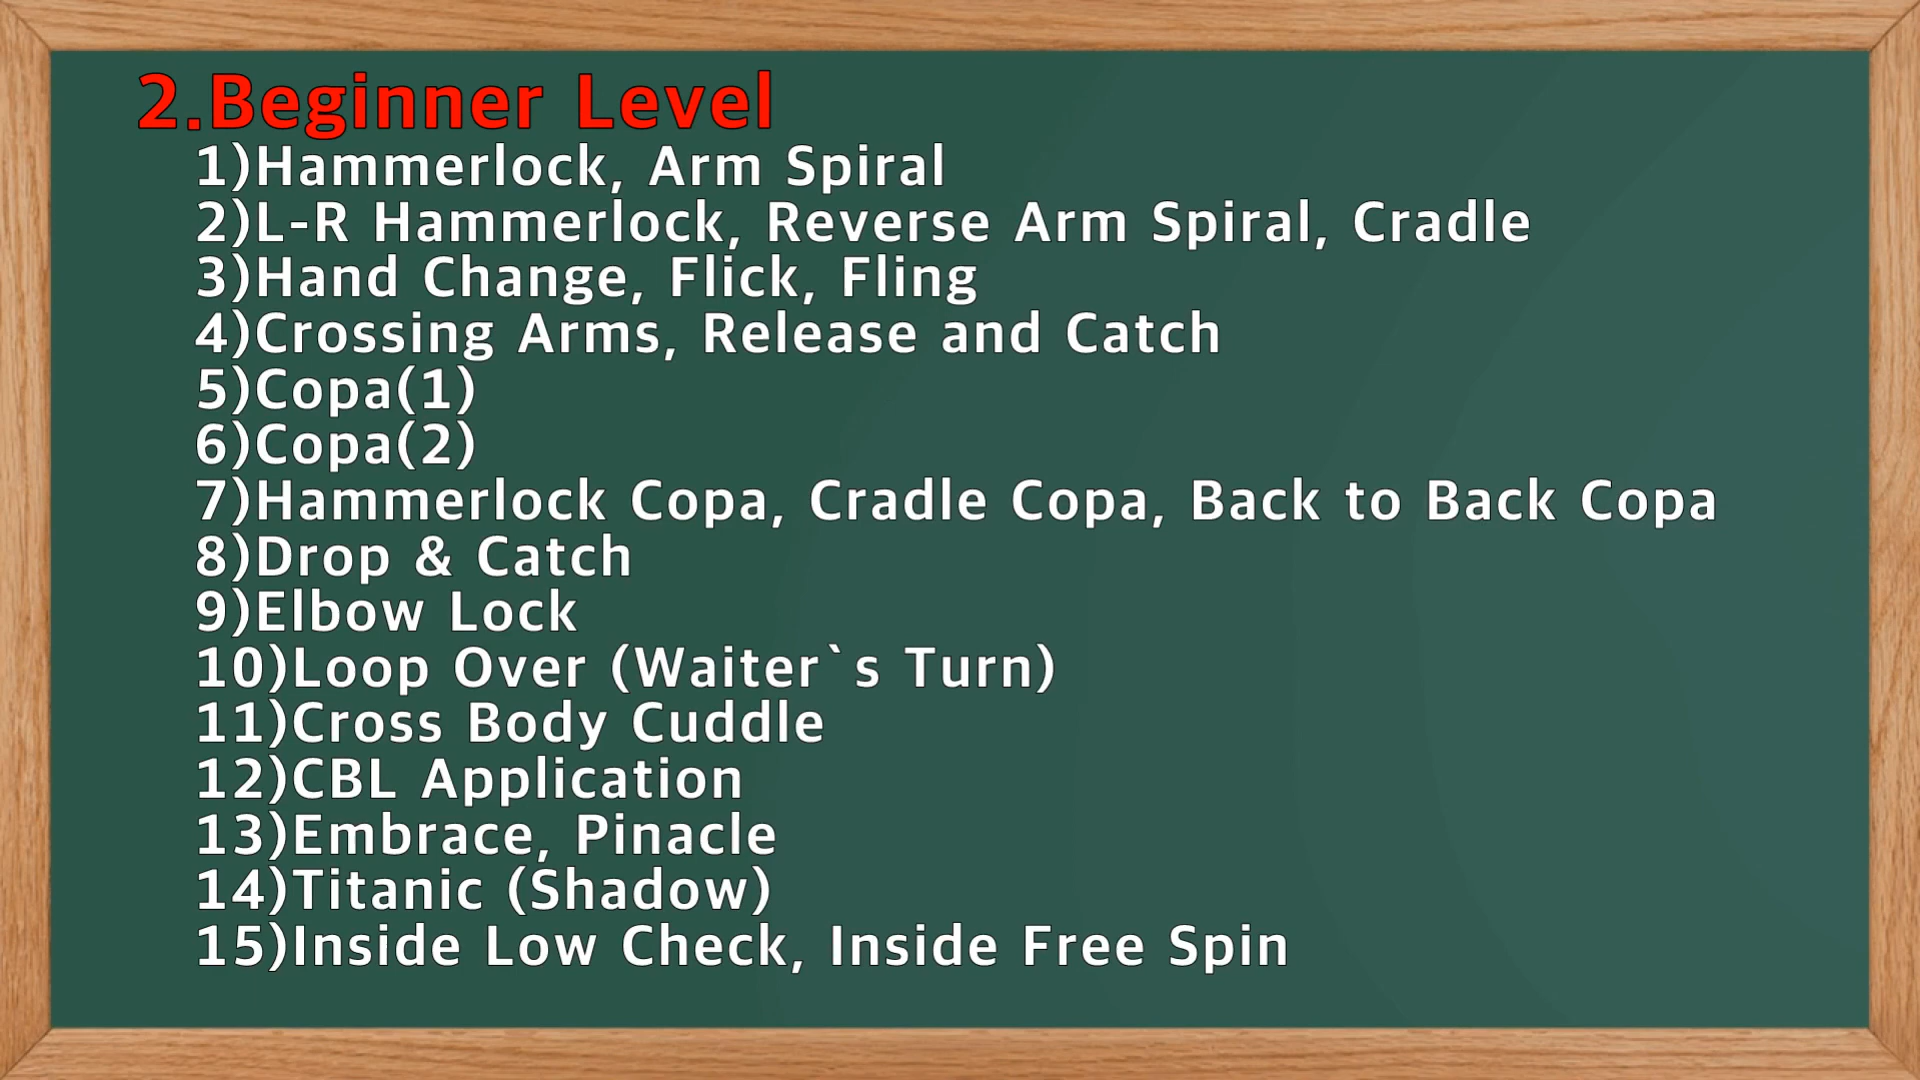 2.Beginner Level
1)Hammerlock, Arm Spiral
2)L-R Hammerlock, Reverse Arm Spiral, Cradle
3)Hand Change, Flick, Fling
4)Crossing Arms, Release and Catch
5)Copa(1)
6)Copa(2)
7)Hammerlock Copa, Cradle Copa, Back to Back Copa
8)Drop & Catch
9)Elbow Lock
10)Loop Over (Waiter`s Turn)
11)Cross Body Cuddle
12)CBL Application
13)Embrace, Pinacle
14)Titanic (Shadow)
15)Inside Low Check, Inside Free Spin